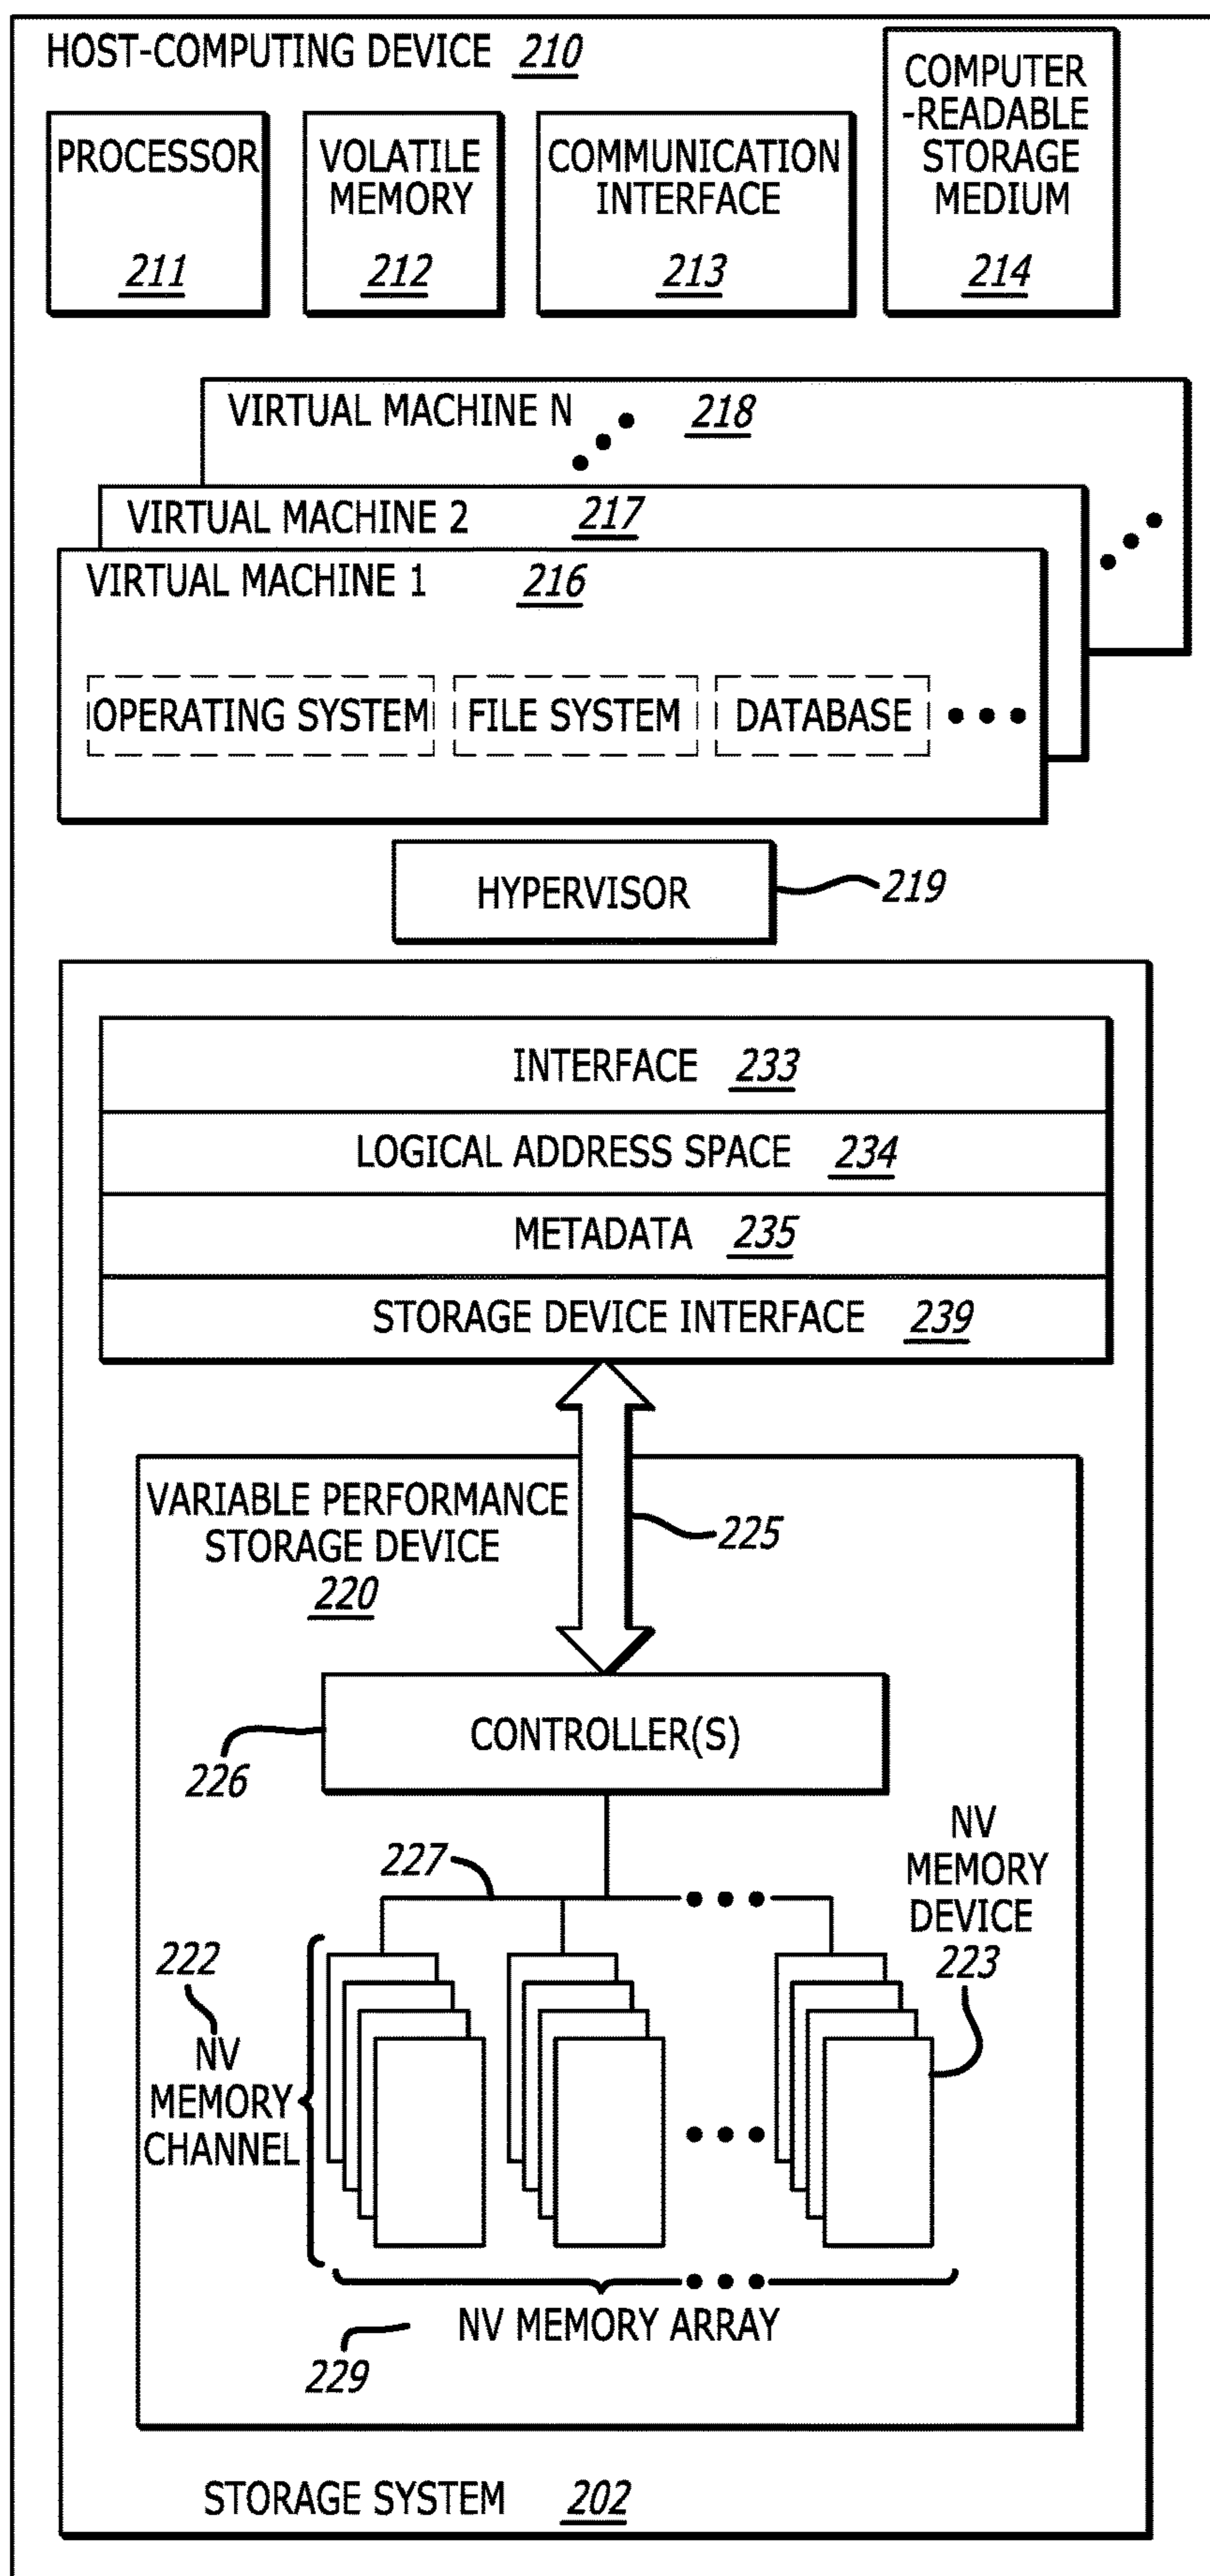 HOST-COMPUTING DEVICE 210
PROCESSOR
211
VOLATILE
MEMORY
212
COMMUNICATION
INTERFACE
213
COMPUTER
-READABLE
STORAGE
MEDIUM
214
VIRTUAL MACHINE N 218
VIRTUAL MACHINE 2 217
VIRTUAL MACHINE 1 216
OPERATING SYSTEM
FILE SYSTEM
DATABASE
HYPERVISOR
219
INTERFACE 233
LOGICAL ADDRESS SPACE 234
METADATA 235
STORAGE DEVICE INTERFACE 239
VARIABLE PERFORMANCE
STORAGE DEVICE
220
225
CONTROLLER(S)
226
227
NV
MEMORY
DEVICE
223
222
NV
MEMORY
CHANNEL
NV MEMORY ARRAY
229
STORAGE SYSTEM 202